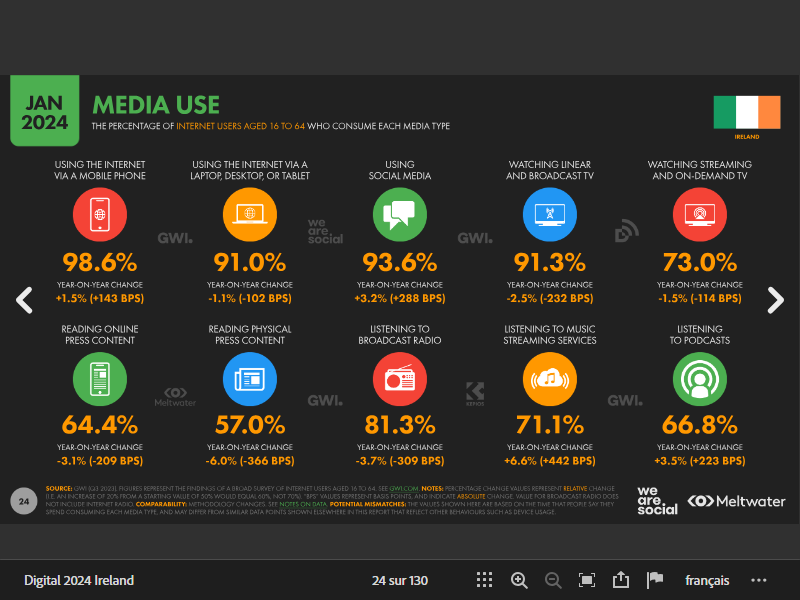 JAN
2024
MEDIA USE
THE PERCENTAGE OF INTERNET USERS AGED 16 TO 64 WHO CONSUME EACH MEDIA TYPE
IRELAND
USING THE INTERNET
VIA A MOBILE PHONE
98.6%
YEAR-ON-YEAR CHANGE
+1.5% (+143 BPS)
USING THE INTERNET VIA A
LAPTOP, DESKTOP, OR TABLET
91.0%
YEAR-ON-YEAR CHANGE
-1.1% (-102 BPS)
USING
SOCIAL MEDIA
93.6%
YEAR-ON-YEAR CHANGE
+3.2% (+288 BPS)
WATCHING LINEAR
AND BROADCAST TV
91.3%
YEAR-ON-YEAR CHANGE
-2.5% (-232 BPS)
WATCHING STREAMING
AND ON-DEMAND TV
73.0%
YEAR-ON-YEAR CHANGE
-1.5% (-114 BPS)
GWI.
we
are.
social
GWI.
READING ONLINE
PRESS CONTENT
64.4%
YEAR-ON-YEAR CHANGE
-3.1% (-209 BPS)
READING PHYSICAL
PRESS CONTENT
57.0%
YEAR-ON-YEAR CHANGE
-6.0% (-366 BPS)
LISTENING TO
BROADCAST RADIO
81.3%
YEAR-ON-YEAR CHANGE
-3.7% (-309 BPS)
LISTENING TO MUSIC
STREAMING SERVICES
71.1%
YEAR-ON-YEAR CHANGE
+6.6% (+442 BPS)
LISTENING
TO PODCASTS
66.8%
YEAR-ON-YEAR CHANGE
+3.5% (+223 BPS)
Meltwater
GWI.
KEPIOS
GWI.
24
SOURCE: GWI (Q3 2023). FIGURES REPRESENT THE FINDINGS OF A BROAD SURVEY OF INTERNET USERS AGED 16 TO 64. SEE GWI.COM. NOTES: PERCENTAGE CHANGE VALUES REPRESENT RELATIVE CHANGE
(I.E. AN INCREASE OF 20% FROM A STARTING VALUE OF 50% WOULD EQUAL 60%, NOT 70%). "BPS" VALUES REPRESENT BASIS POINTS, AND INDICATE ABSOLUTE CHANGE. VALUE FOR BROADCAST RADIO DOES
NOT INCLUDE INTERNET RADIO. COMPARABILITY: METHODOLOGY CHANGES. SEE NOTES ON DATA. POTENTIAL MISMATCHES: THE VALUES SHOWN HERE ARE BASED ON THE TIME THAT PEOPLE SAY THEY
SPEND CONSUMING EACH MEDIA TYPE, AND MAY DIFFER FROM SIMILAR DATA POINTS SHOWN ELSEWHERE IN THIS REPORT THAT REFLECT OTHER BEHAVIOURS SUCH AS DEVICE USAGE.
we
are.
social
Meltwater
Digital 2024 Ireland
24 sur 130
français